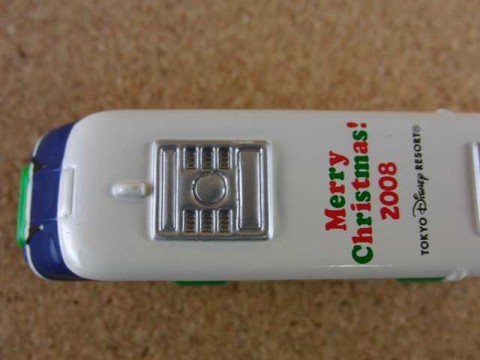 Merry
Christmas!
2008
TOKYO Disney RESORT®